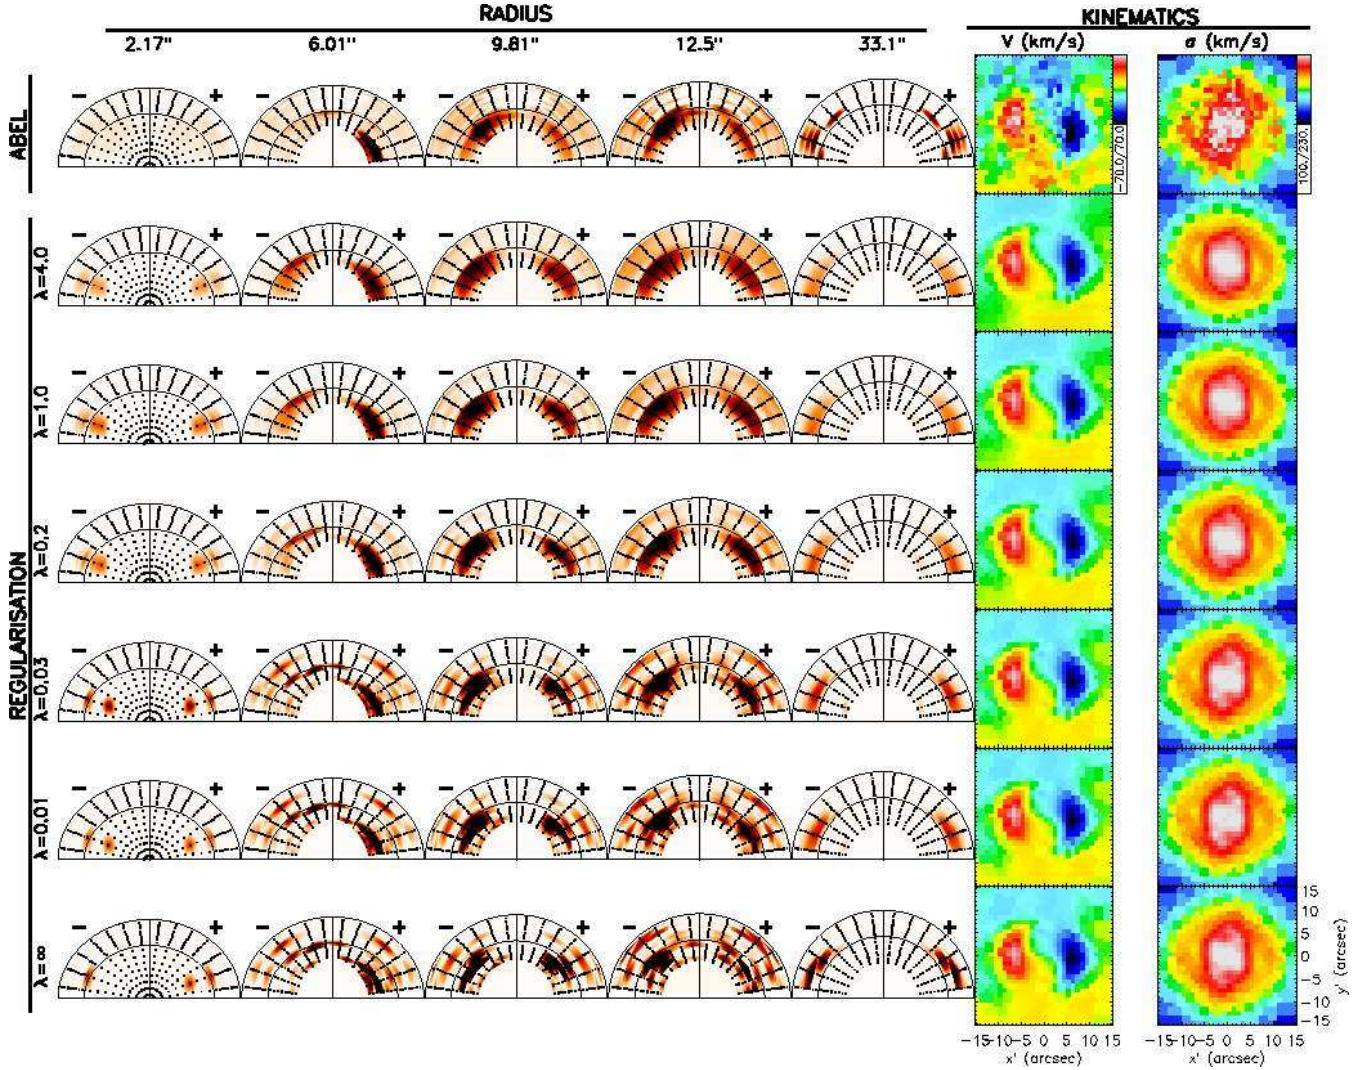 RADIUS
KINEMATICS
2.17" 6.01" 9.81" 12.5" 33.1" V (km/s) σ (km/s)
ABEL
− + − + − + − + − +
-70.0/70.0
100./230.
λ=4.0
− + − + − + − + − +
λ=1.0
− + − + − + − + − +
λ=0.2
− + − + − + − + − +
REGULARISATION
λ=0.03
− + − + − + − + − +
λ=0.01
− + − + − + − + − +
λ=∞
− + − + − + − + − +
15
10
5
0
−5
−10
−15
y' (arcsec)
−15 −10 −5 0 5 10 15 −15 −10 −5 0 5 10 15
x' (arcsec) x' (arcsec)